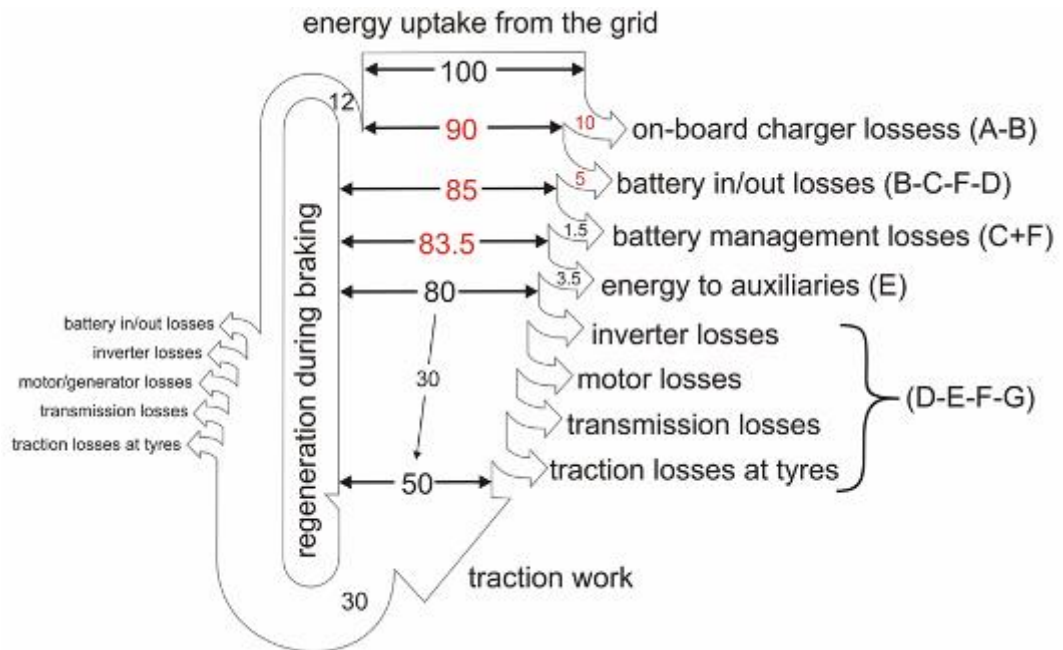 energy uptake from the grid
100
12
90
10
on-board charger lossess (A-B)
85
5
battery in/out losses (B-C-F-D)
83.5
1.5
battery management losses (C+F)
80
3.5
energy to auxiliaries (E)
regeneration during braking
battery in/out losses
inverter losses
motor/generator losses
transmission losses
traction losses at tyres
30
inverter losses
motor losses
transmission losses
traction losses at tyres
(D-E-F-G)
50
traction work
30